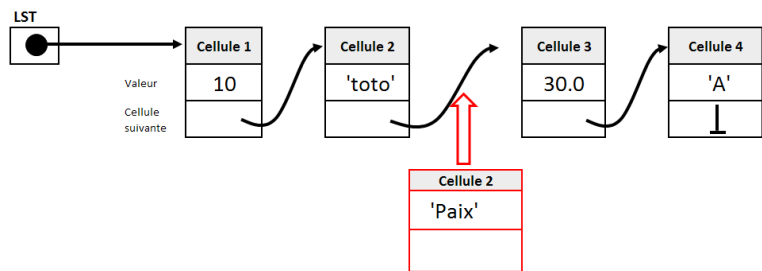 LST
Cellule 1 Cellule 2 Cellule 3 Cellule 4
Valeur 10 'toto' 30.0 'A'
Cellule
suivante
Cellule 2
'Paix'